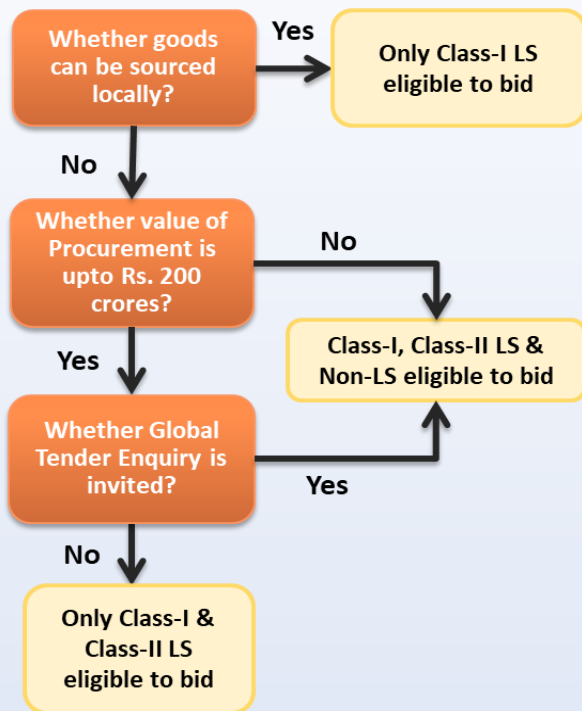 Whether goods
can be sourced
locally?
Yes
Only Class-I LS
eligible to bid
No
Whether value of
Procurement is
upto Rs. 200
crores?
No
Yes
Class-I, Class-II LS &
Non-LS eligible to bid
Whether Global
Tender Enquiry is
invited?
Yes
No
Only Class-I &
Class-II LS
eligible to bid